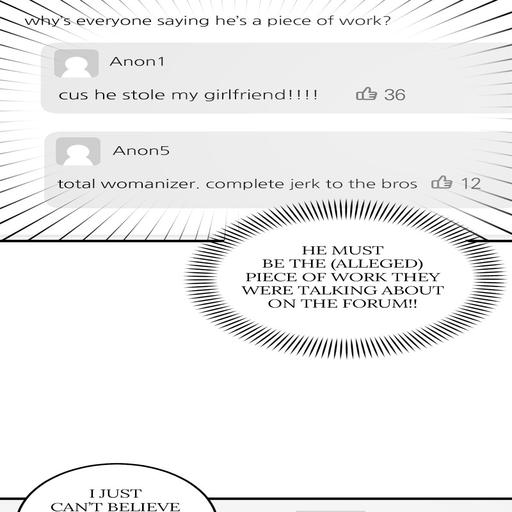 why's everyone saying he's a piece of work?
Anon1
cus he stole my girlfriend!!!! 36
Anon5
total womanizer. complete jerk to the bros 12
HE MUST
BE THE (ALLEGED)
PIECE OF WORK THEY
WERE TALKING ABOUT
ON THE FORUM!!
I JUST
CAN'T BELIEVE